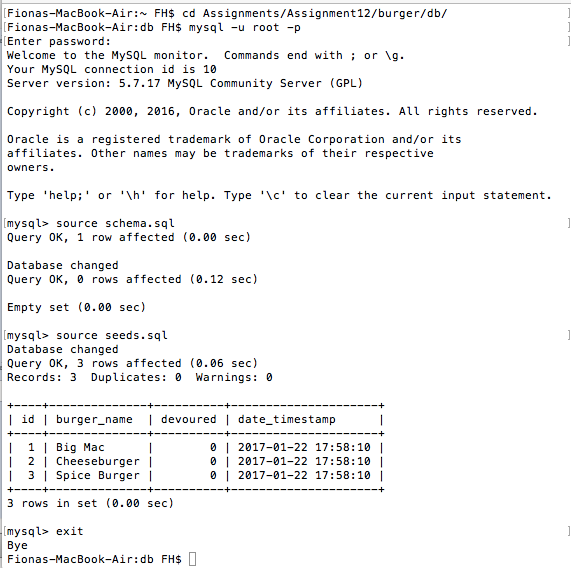 [Fionas-MacBook-Air:~ FH$ cd Assignments/Assignment12/burger/db/ ]
[Fionas-MacBook-Air:db FH$ mysql -u root -p ]
[Enter password: ]
Welcome to the MySQL monitor.  Commands end with ; or \g.
Your MySQL connection id is 10
Server version: 5.7.17 MySQL Community Server (GPL)

Copyright (c) 2000, 2016, Oracle and/or its affiliates. All rights reserved.

Oracle is a registered trademark of Oracle Corporation and/or its
affiliates. Other names may be trademarks of their respective
owners.

Type 'help;' or '\h' for help. Type '\c' to clear the current input statement.

[mysql> source schema.sql ]
Query OK, 1 row affected (0.00 sec)

Database changed
Query OK, 0 rows affected (0.12 sec)

Empty set (0.00 sec)

[mysql> source seeds.sql ]
Database changed
Query OK, 3 rows affected (0.06 sec)
Records: 3  Duplicates: 0  Warnings: 0

+----+--------------+----------+---------------------+
| id | burger_name  | devoured | date_timestamp      |
+----+--------------+----------+---------------------+
|  1 | Big Mac      |        0 | 2017-01-22 17:58:10 |
|  2 | Cheeseburger |        0 | 2017-01-22 17:58:10 |
|  3 | Spice Burger |        0 | 2017-01-22 17:58:10 |
+----+--------------+----------+---------------------+
3 rows in set (0.00 sec)

[mysql> exit ]
Bye
Fionas-MacBook-Air:db FH$